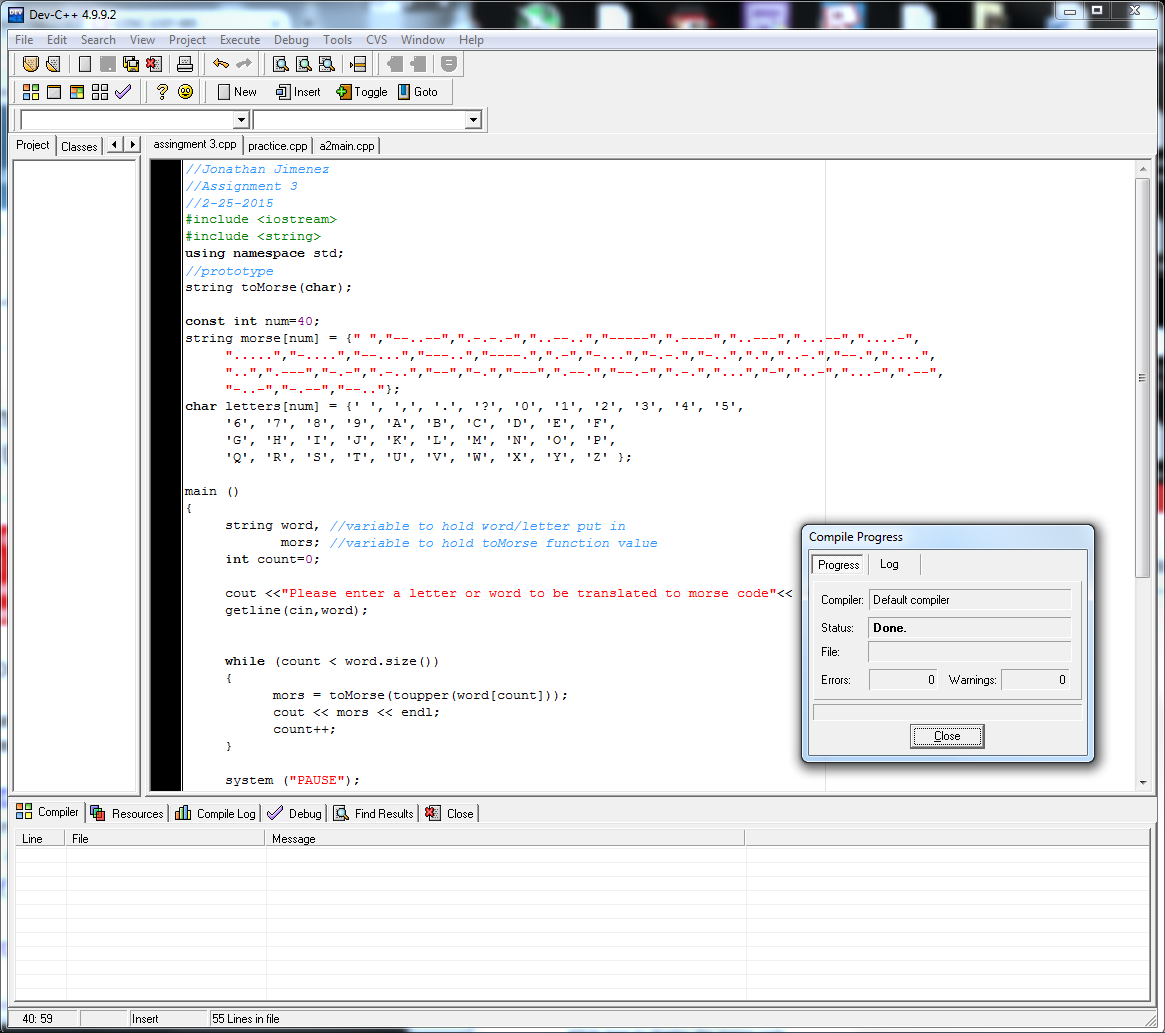 Dev-C++ 4.9.9.2
File Edit Search View Project Execute Debug Tools CVS Window Help
New Insert Toggle Goto
Project Classes assingment 3.cpp practice.cpp a2main.cpp
//Jonathan Jimenez
//Assignment 3
//2-25-2015
#include <iostream>
#include <string>
using namespace std;
//prototype
string toMorse(char);
const int num=40;
string morse[num] = {" ","--..--",".-.-.-","..--..","-----",".----","..---","...--","....-",
".....","-....","--...","---..","----.",".-","-...","-.-.","-..",".","..-.","--.","....",
"..",".---","-.-",".-..","--","-.","---",".--.","--.-",".-.","...","-","..-","...-",".--",
"-..-","-.--","--.."};
char letters[num] = {' ', ',', '.', '?', '0', '1', '2', '3', '4', '5',
'6', '7', '8', '9', 'A', 'B', 'C', 'D', 'E', 'F',
'G', 'H', 'I', 'J', 'K', 'L', 'M', 'N', 'O', 'P',
'Q', 'R', 'S', 'T', 'U', 'V', 'W', 'X', 'Y', 'Z' };
main ()
{
string word, //variable to hold word/letter put in
mors; //variable to hold toMorse function value
int count=0;
cout <<"Please enter a letter or word to be translated to morse code"<<
getline(cin,word);
while (count < word.size())
{
mors = toMorse(toupper(word[count]));
cout << mors << endl;
count++;
}
system ("PAUSE");
Compile Progress
Progress Log
Compiler: Default compiler
Status: Done.
File:
Errors: 0 Warnings: 0
Close
Compiler Resources Compile Log Debug Find Results Close
Line File Message
40: 59 Insert 55 Lines in file